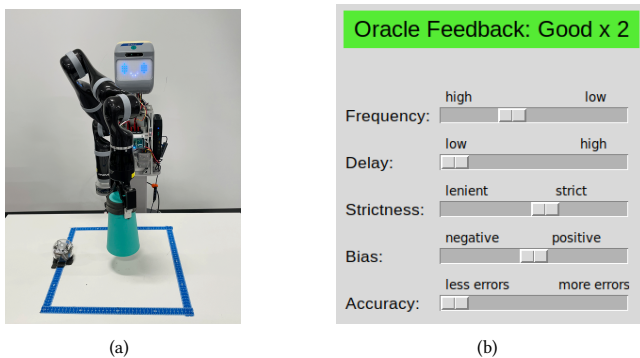 Oracle Feedback: Good x 2
high low
Frequency:
low high
Delay:
lenient strict
Strictness:
negative positive
Bias:
less errors more errors
Accuracy:
(a) (b)